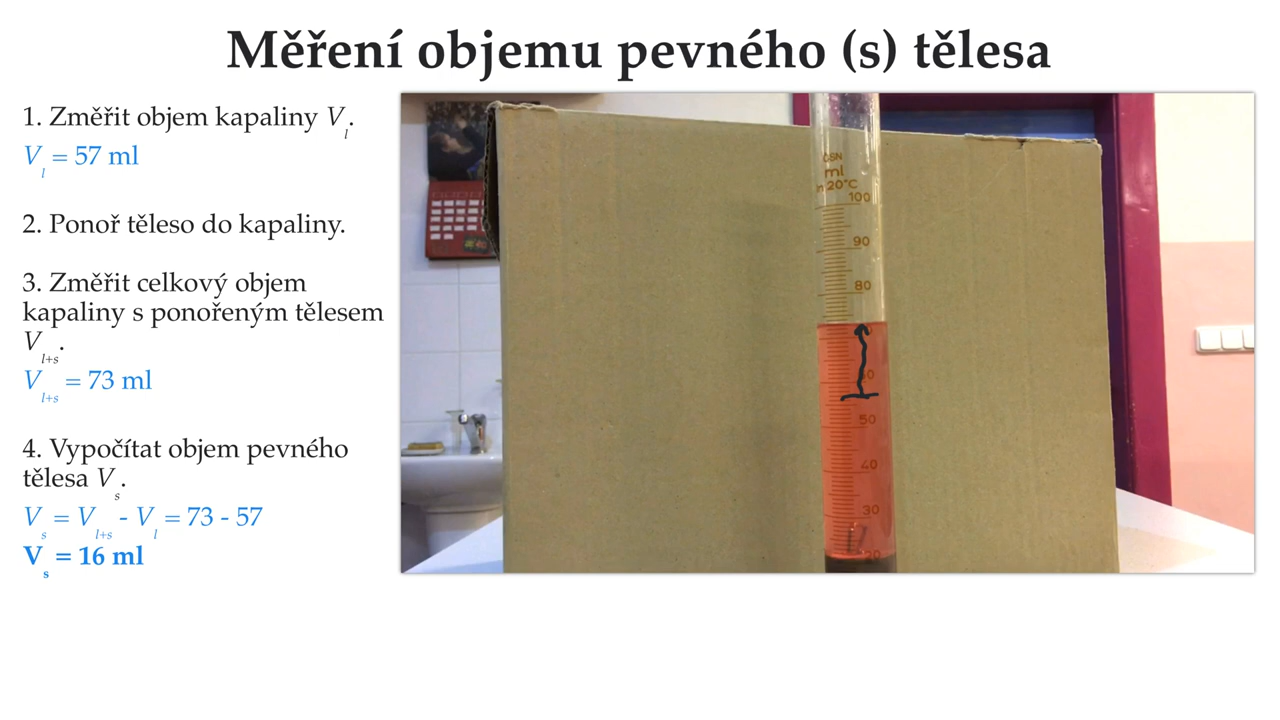 Měření objemu pevného (s) tělesa
1. Změřit objem kapaliny V_l.
V_l = 57 ml
2. Ponoř těleso do kapaliny.
3. Změřit celkový objem
kapaliny s ponořeným tělesem
V_l+s.
V_l+s = 73 ml
4. Vypočítat objem pevného
tělesa V_s.
V_s = V_l+s - V_l = 73 - 57
V_s = 16 ml
ml
20°C
100
90
80
50
40
30
20